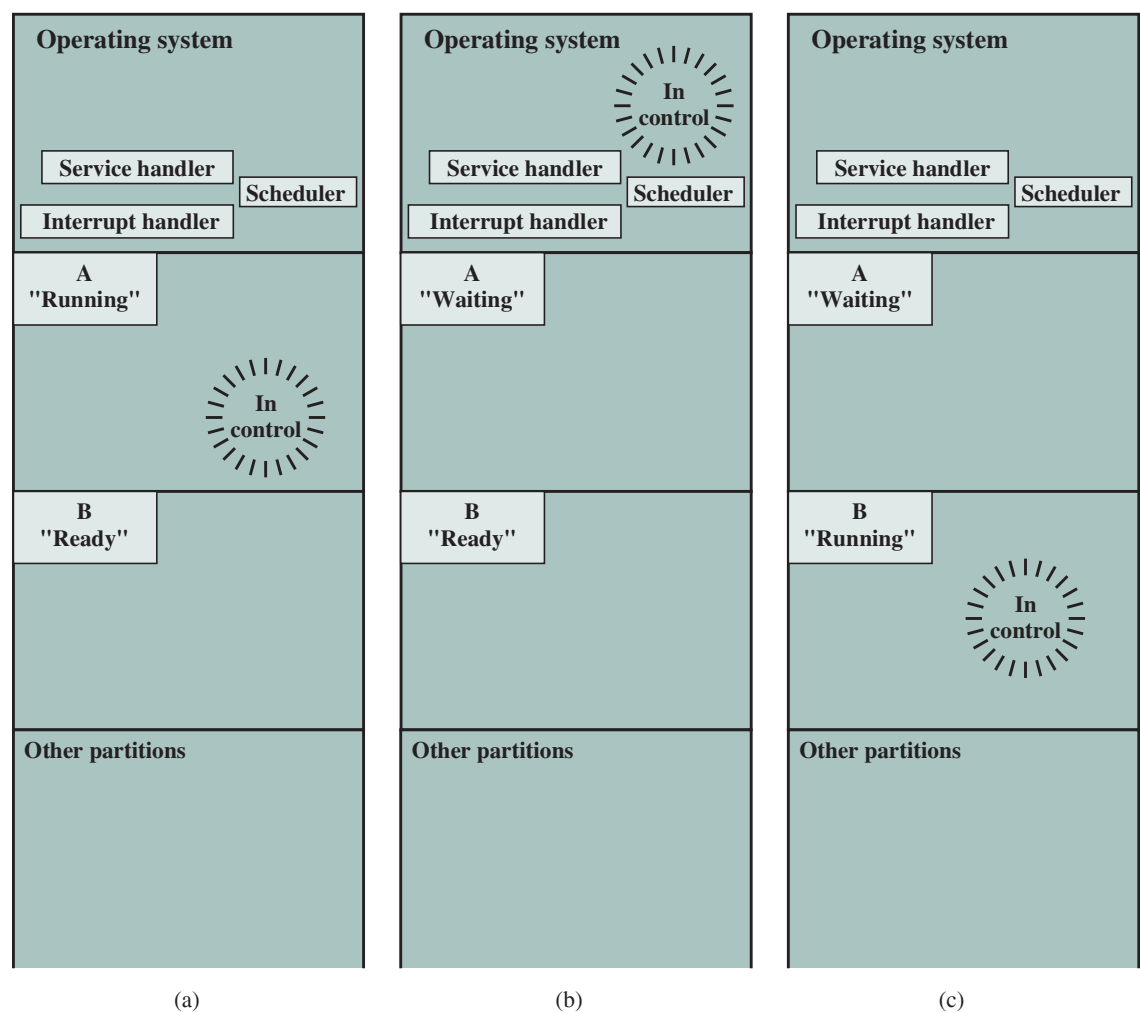 Operating system
In
control
Service handler
Scheduler
Interrupt handler
A
"Running"
In
control
B
"Ready"
Other partitions
(a)
Operating system
In
control
Service handler
Scheduler
Interrupt handler
A
"Waiting"
B
"Ready"
Other partitions
(b)
Operating system
Service handler
Scheduler
Interrupt handler
A
"Waiting"
B
"Running"
In
control
Other partitions
(c)